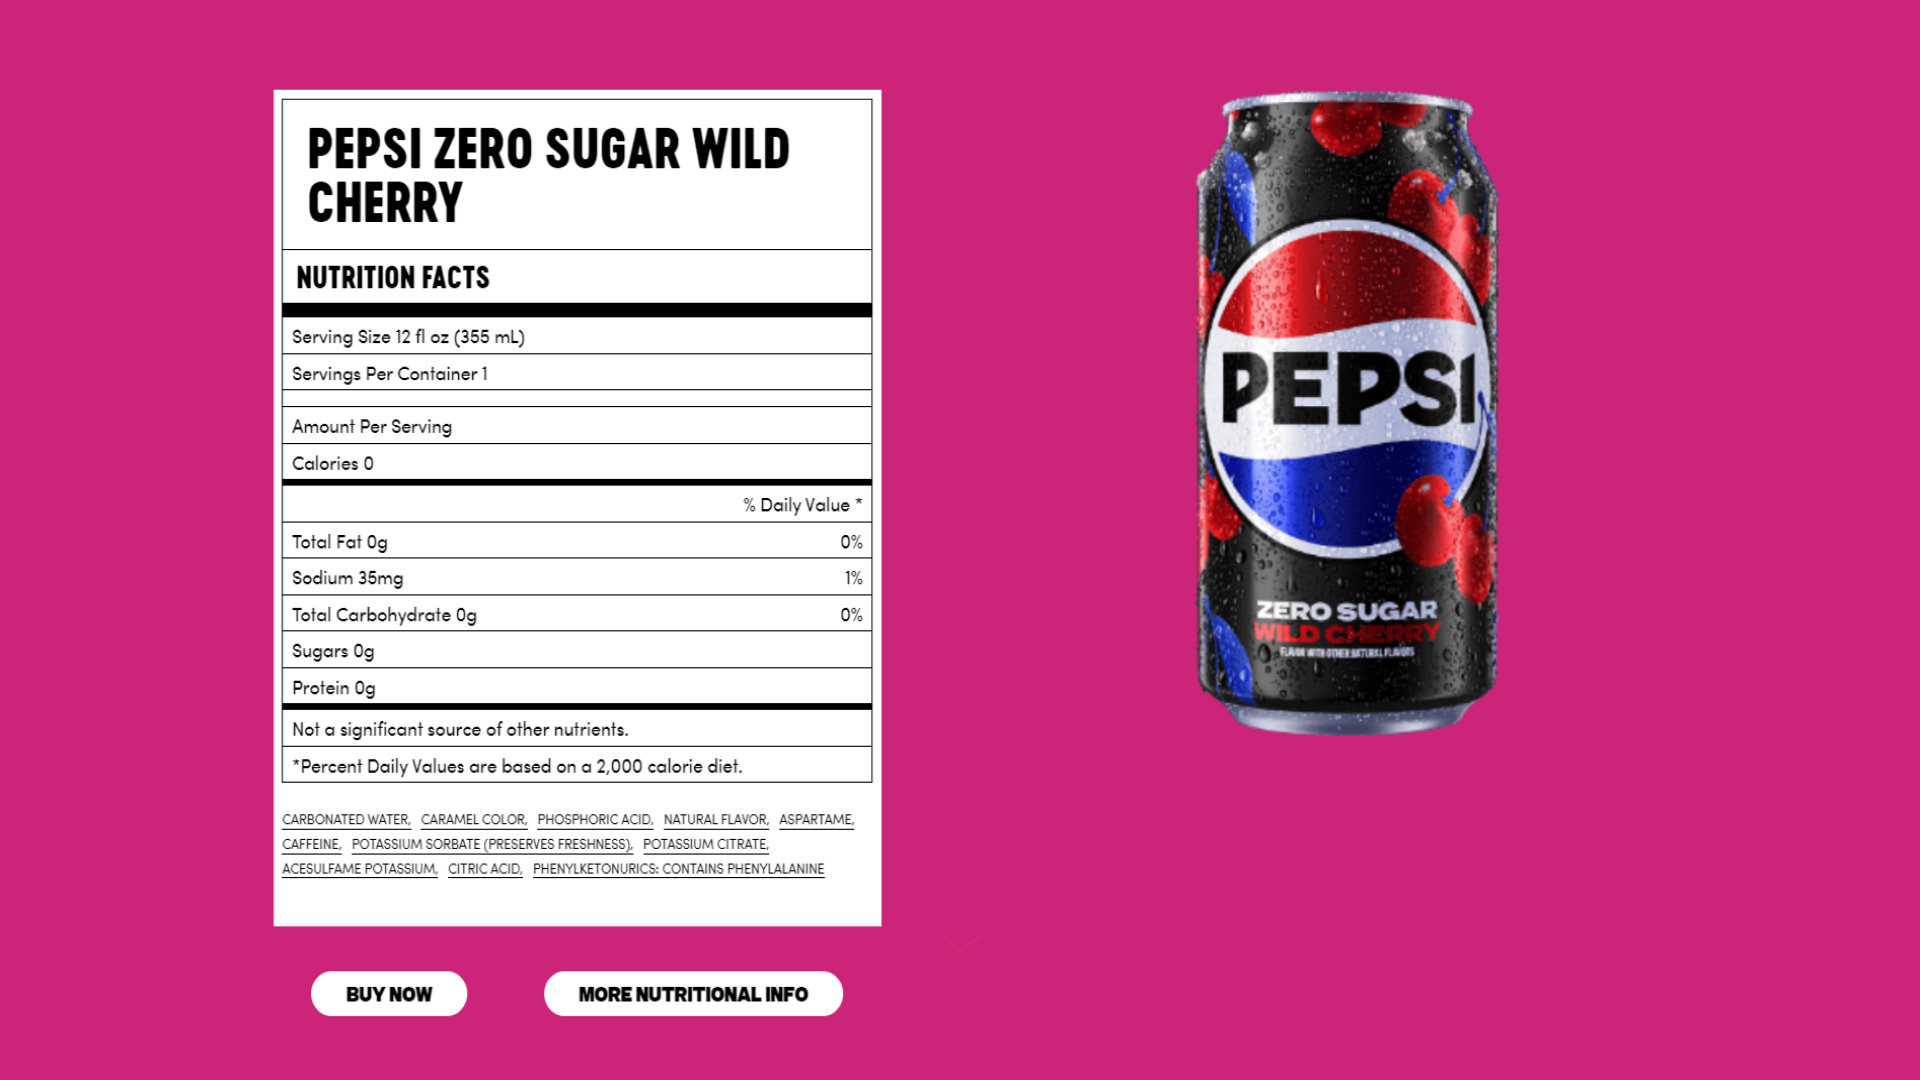 PEPSI ZERO SUGAR WILD
CHERRY
NUTRITION FACTS
Serving Size 12 fl oz (355 mL)
Servings Per Container 1
Amount Per Serving
Calories 0
% Daily Value *
Total Fat 0g 0%
Sodium 35mg 1%
Total Carbohydrate 0g 0%
Sugars 0g
Protein 0g
Not a significant source of other nutrients.
*Percent Daily Values are based on a 2,000 calorie diet.
CARBONATED WATER, CARAMEL COLOR, PHOSPHORIC ACID, NATURAL FLAVOR, ASPARTAME,
CAFFEINE, POTASSIUM SORBATE (PRESERVES FRESHNESS), POTASSIUM CITRATE,
ACESULFAME POTASSIUM, CITRIC ACID, PHENYLKETONURICS: CONTAINS PHENYLALANINE
BUY NOW
MORE NUTRITIONAL INFO
PEPSI
ZERO SUGAR
WILD CHERRY
FLAVOR WITH OTHER NATURAL FLAVORS